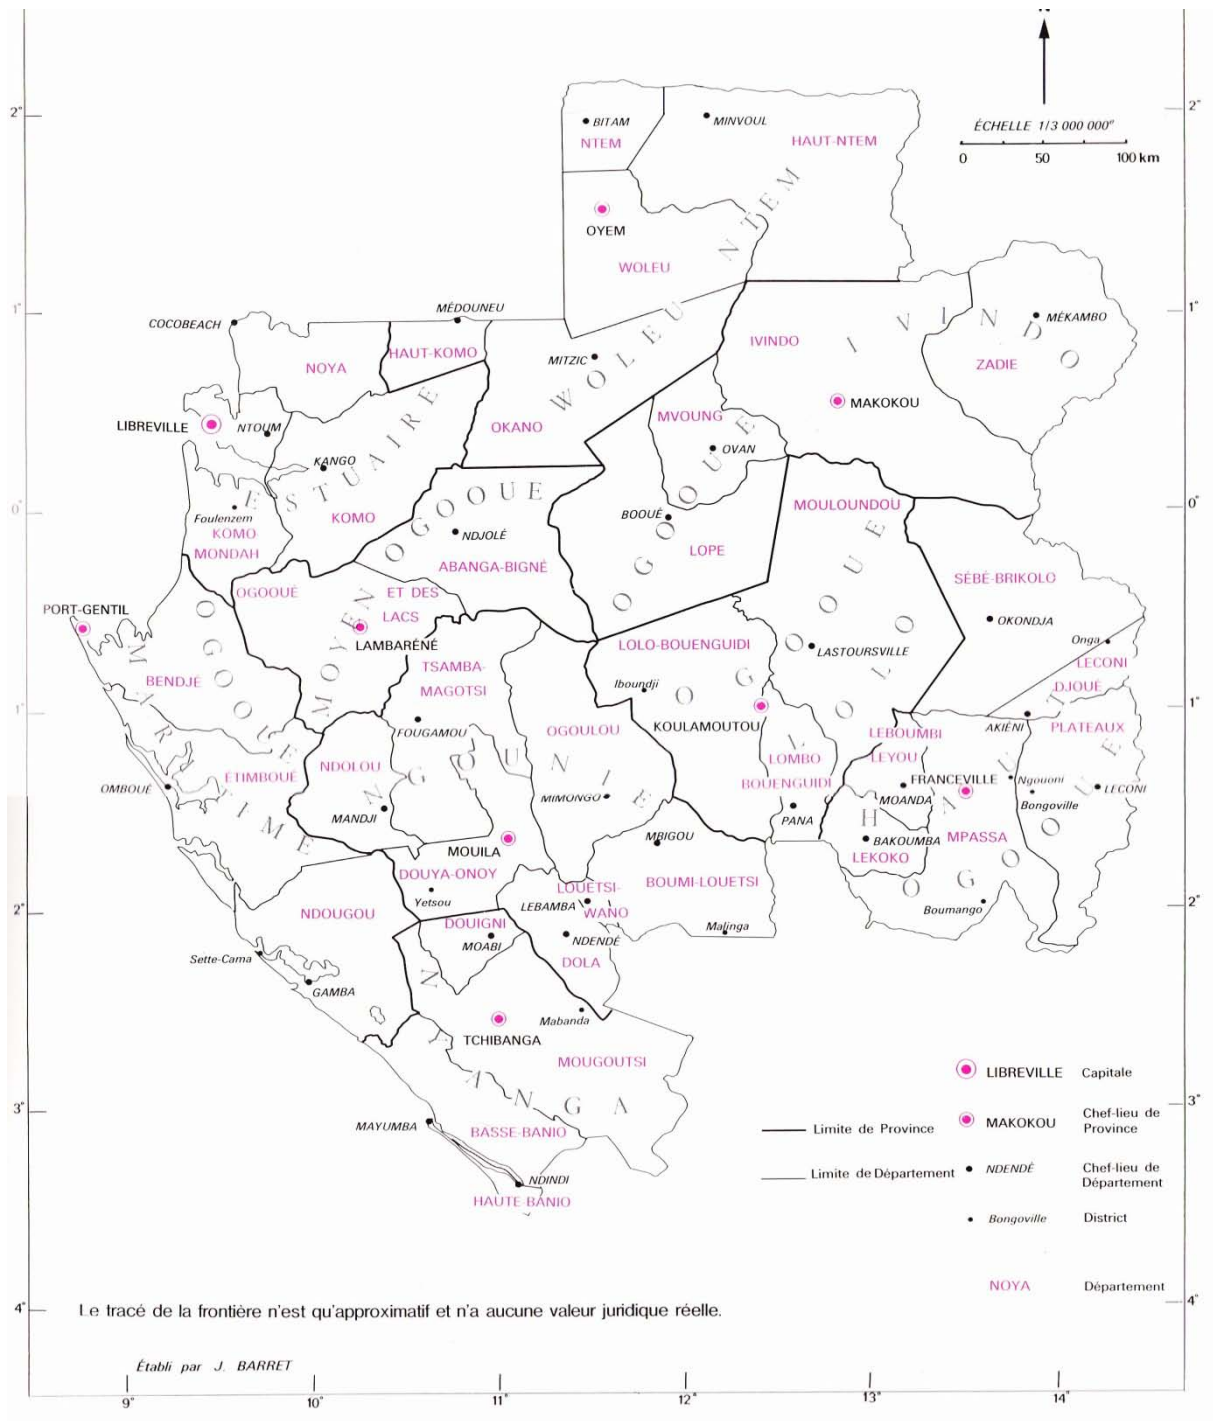 N
ÉCHELLE 1/3 000 000e
0 50 100 km
2° 2°
BITAM
NTEM
MINVOUL
HAUT-NTEM
OYEM
WOLEU
WOLEU NTEM
1° 1°
COCOBEACH
MÉDOUNEU
MÉKAMBO
HAUT-KOMO
NOYA
MITZIC
IVINDO
IVINDO
ZADIE
MAKOKOU
LIBREVILLE
NTOUM
OKANO
MVOUNG
OVAN
KANGO
ESTUAIRE
0° 0°
Foulenzem
KOMO
KOMO
MONDAH
NDJOLÉ
ABANGA-BIGNÉ
BOOUÉ
LOPE
MOULOUNDOU
MOYEN OGOOUE
OGOOUE
IVINDO
OGOOUÉ
ET DES
LACS
LAMBARÉNÉ
SÉBÉ-BRIKOLO
OKONDJA
Onga
LECONI
DJOUÉ
PORT-GENTIL
BENDJÉ
OGOOUE
MARITIME
TSAMBA-
MAGOTSI
FOUGAMOU
LOLO-BOUENGUIDI
Iboundji
KOULAMOUTOU
LASTOURSVILLE
OGOOUE LOLO
1° 1°
OGOULOU
AKIÉNI
PLATEAUX
LEBOUMBI
LEYOU
LOMBO
BOUENGUIDI
PANA
NDOLOU
MANDJI
NGOUNIE
MIMONGO
ÉTIMBOUÉ
OMBOUÉ
FRANCEVILLE
MOANDA
Ngouoni
Bongoville
LECONI
HAUT OGOOUE
BAKOUMBA
LEKOKO
MPASSA
Boumango
MOUILA
MBIGOU
DOUYA-ONOY
Yetsou
LOUETSI-
WANO
LEBAMBA
BOUMI-LOUETSI
Malinga
2° 2°
NDOUGOU
DOUIGNI
MOABI
NDENDÉ
DOLA
Sette-Cama
GAMBA
TCHIBANGA
Mabanda
MOUGOUTSI
NYANGA
3° 3°
MAYUMBA
BASSE-BANIO
NDINDI
HAUTE-BANIO
LIBREVILLE Capitale
Limite de Province
MAKOKOU Chef-lieu de
Province
Limite de Département
NDENDÉ Chef-lieu de
Département
Bongoville District
NOYA Département
4° 4°
Le tracé de la frontière n'est qu'approximatif et n'a aucune valeur juridique réelle.
Établi par J. BARRET
9° 10° 11° 12° 13° 14°